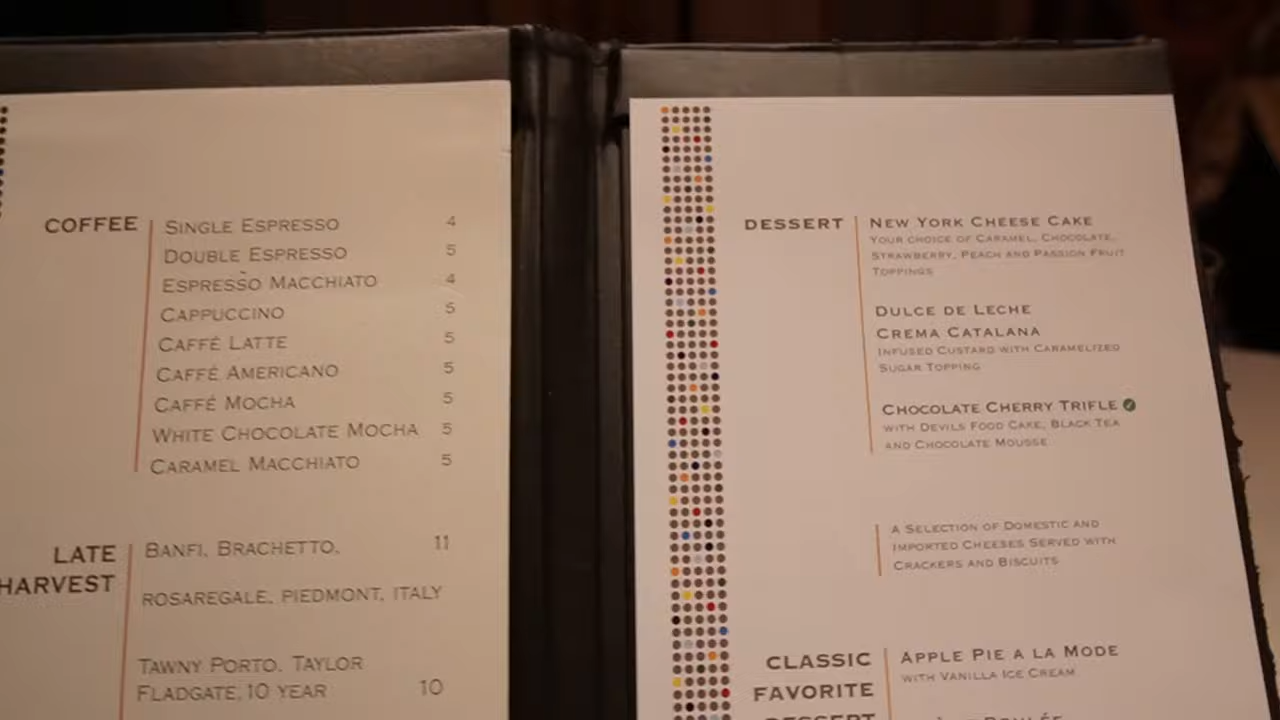 COFFEE
SINGLE ESPRESSO 4
DOUBLE ESPRESSO 5
ESPRESSO MACCHIATO 4
CAPPUCCINO 5
CAFFÉ LATTE 5
CAFFÉ AMERICANO 5
CAFFÉ MOCHA 5
WHITE CHOCOLATE MOCHA 5
CARAMEL MACCHIATO 5
LATE
HARVEST
BANFI, BRACHETTO, 11
ROSAREGALE, PIEDMONT, ITALY
TAWNY PORTO, TAYLOR
FLADGATE, 10 YEAR 10
DESSERT
NEW YORK CHEESE CAKE
YOUR CHOICE OF CARAMEL, CHOCOLATE,
STRAWBERRY, PEACH AND PASSION FRUIT
TOPPINGS
DULCE DE LECHE
CREMA CATALANA
INFUSED CUSTARD WITH CARAMELIZED
SUGAR TOPPING
CHOCOLATE CHERRY TRIFLE
WITH DEVILS FOOD CAKE, BLACK TEA
AND CHOCOLATE MOUSSE
A SELECTION OF DOMESTIC AND
IMPORTED CHEESES SERVED WITH
CRACKERS AND BISCUITS
CLASSIC
FAVORITE
DESSERT
APPLE PIE A LA MODE
WITH VANILLA ICE CREAM